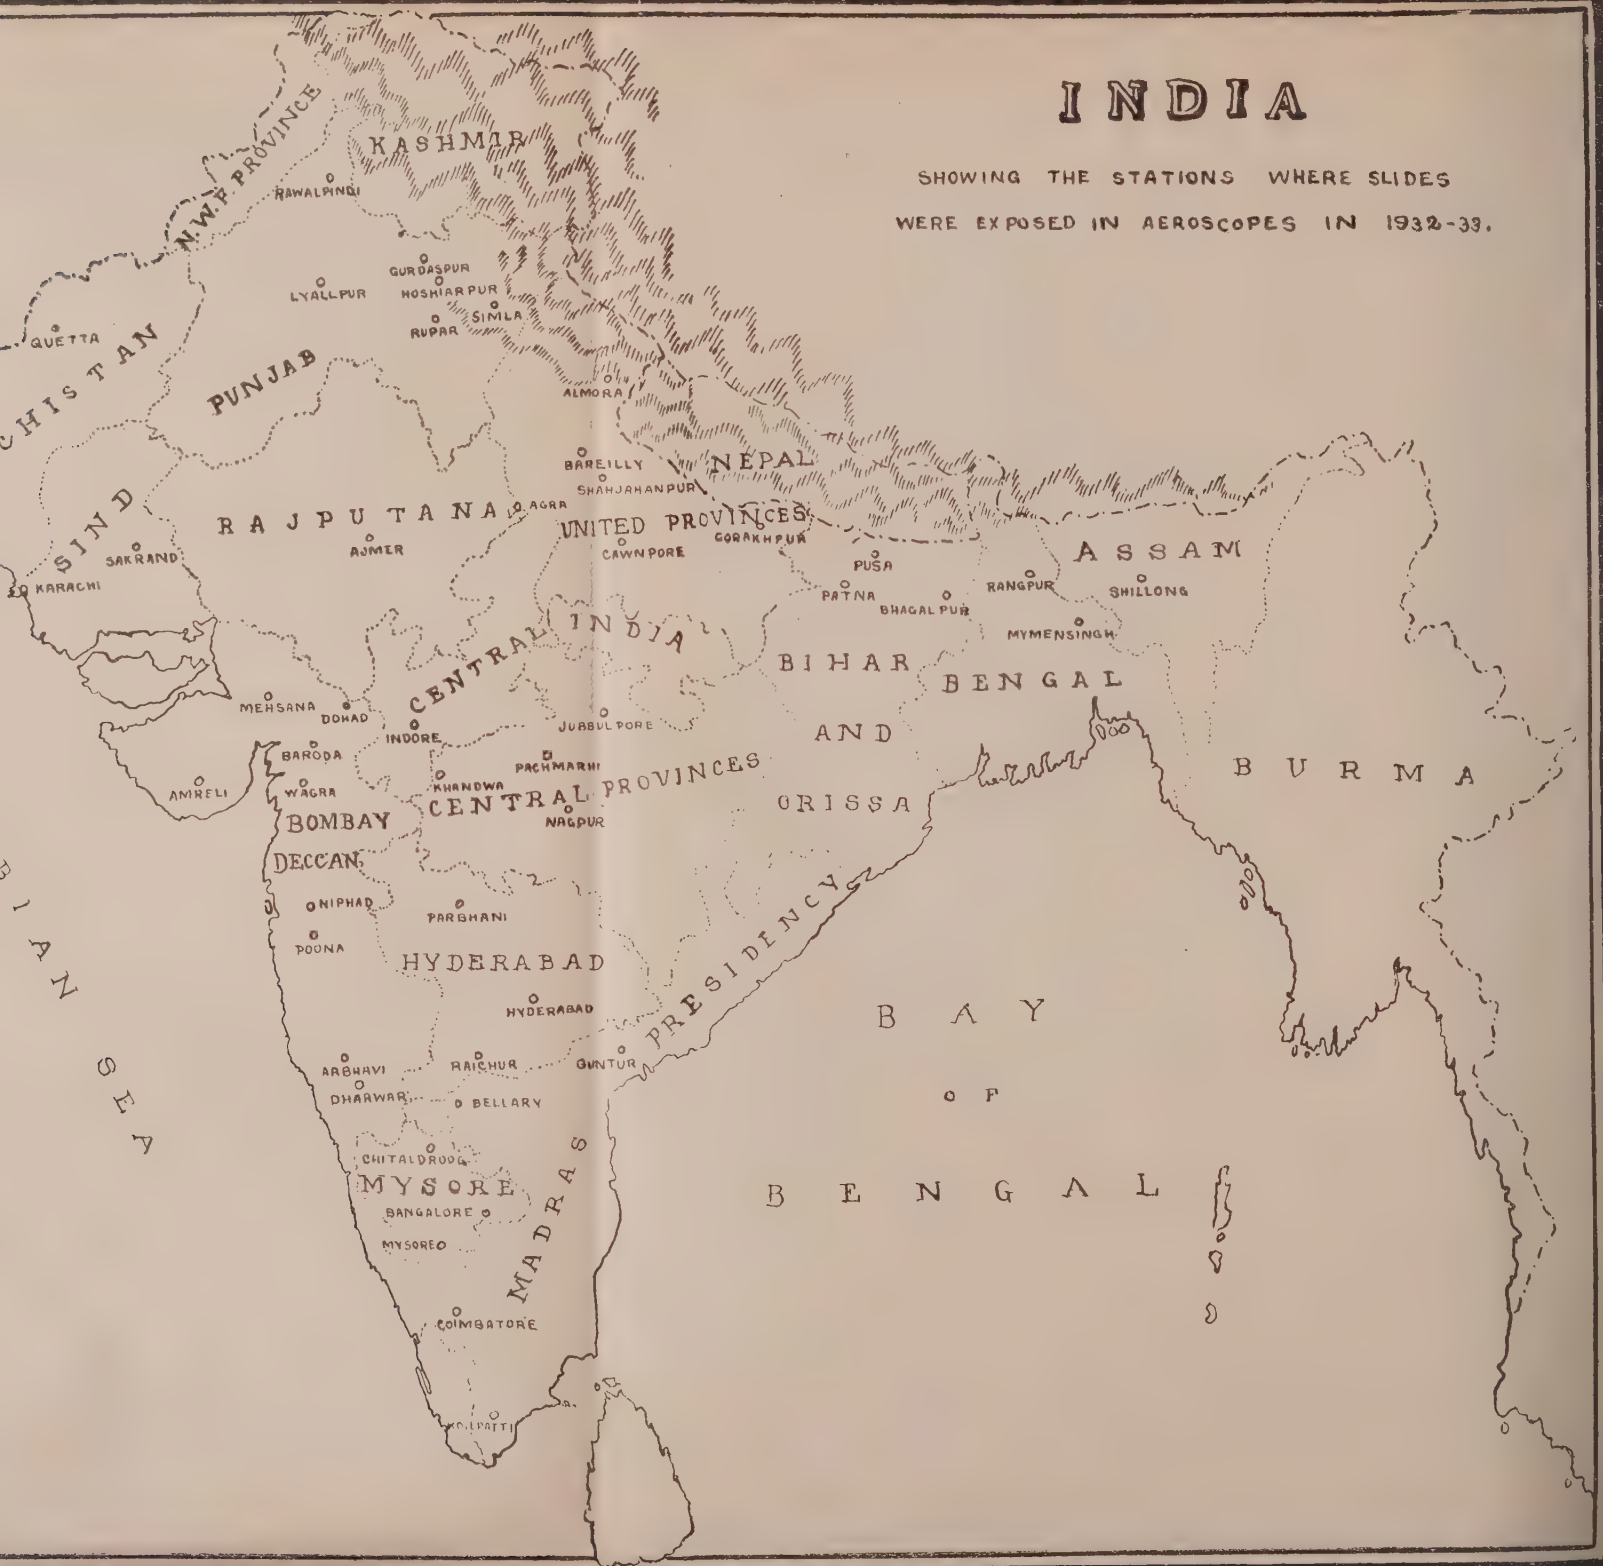 INDIA
SHOWING THE STATIONS WHERE SLIDES
WERE EXPOSED IN AEROSCOPES IN 1932-33.
KASHMIR
N.W.F. PROVINCE
RAWALPINDI
GURDASPUR
LYALLPUR
HOSHIARPUR
SIMLA
RUPAR
QUETTA
CHISTAN
PUNJAB
ALMORA
BAREILLY
NEPAL
SHAHJAHANPUR
RAJPUTANA
AGRA
UNITED PROVINCES
GORAKHPUR
SIND
SAKRAND
AJMER
CAWNPORE
ASSAM
PUSA
KARACHI
PATNA
BHAGALPUR
RANGPUR
SHILLONG
MYMENSINGH
CENTRAL INDIA
BIHAR
BENGAL
MEHSANA
DOHAD
INDORE
JUBBULPORE
AND
BARODA
PACHMARHI
BURMA
AMRELI
WAGRA
KHANDWA
CENTRAL PROVINCES
ORISSA
BOMBAY
NAGPUR
DECCAN
BIAN SEA
NIPHAD
PARBHANI
POONA
HYDERABAD
HYDERABAD
PRESIDENCY
BAY
ARBHAVI
RAICHUR
GUNTUR
DHARWAR
BELLARY
OF
CHITALDROOG
MYSORE
BENGAL
BANGALORE
MYSORE
MADRAS
COIMBATORE